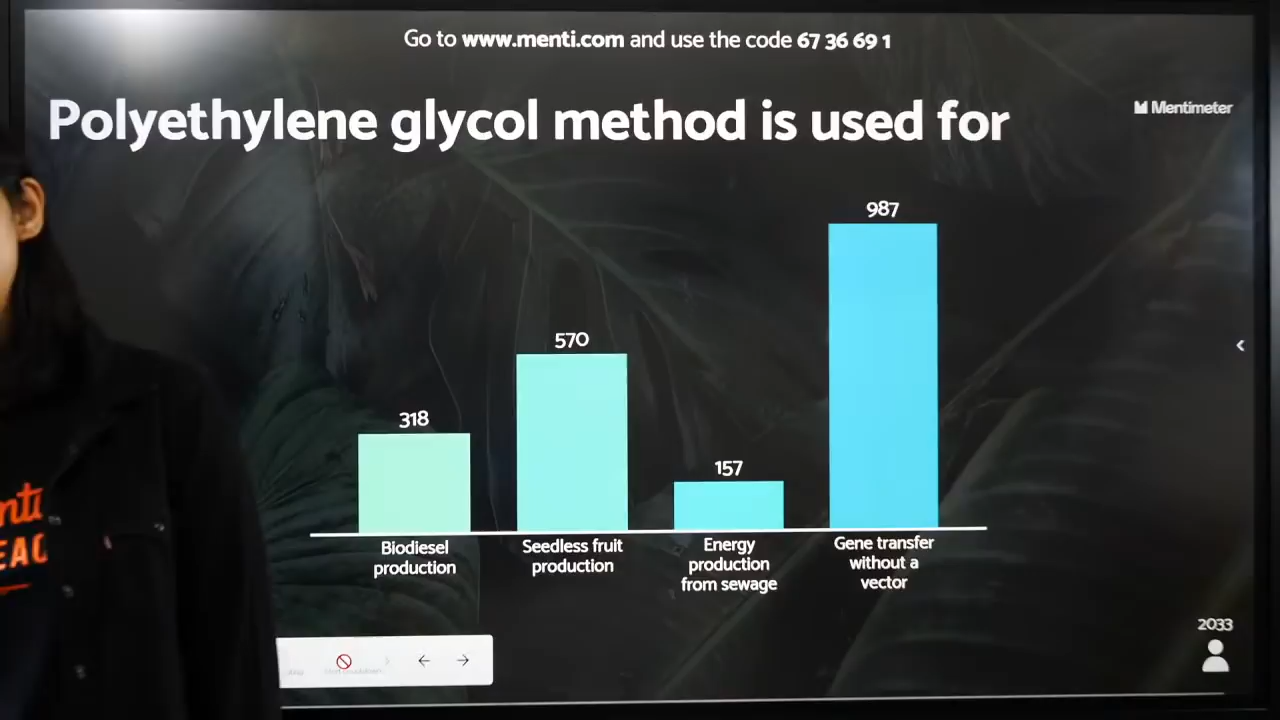 Go to www.menti.com and use the code 67 36 69 1
Polyethylene glycol method is used for
Mentimeter
987
570
318
157
Biodiesel
production
Seedless fruit
production
Energy
production
from sewage
Gene transfer
without a
vector
2033